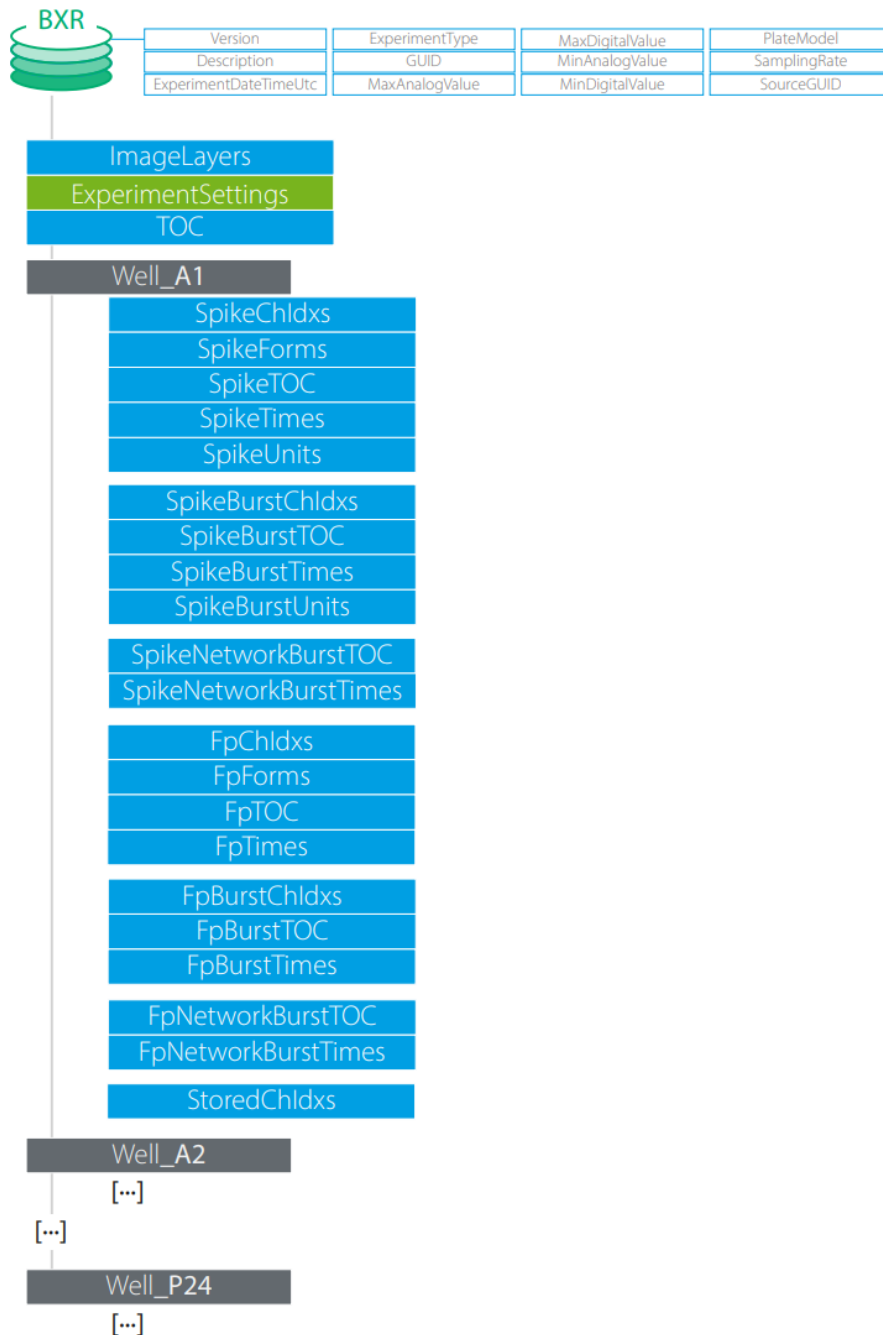 BXR
Version ExperimentType MaxDigitalValue PlateModel
Description GUID MinAnalogValue SamplingRate
ExperimentDateTimeUtc MaxAnalogValue MinDigitalValue SourceGUID
ImageLayers
ExperimentSettings
TOC
Well_A1
SpikeChIdxs
SpikeForms
SpikeTOC
SpikeTimes
SpikeUnits
SpikeBurstChIdxs
SpikeBurstTOC
SpikeBurstTimes
SpikeBurstUnits
SpikeNetworkBurstTOC
SpikeNetworkBurstTimes
FpChIdxs
FpForms
FpTOC
FpTimes
FpBurstChIdxs
FpBurstTOC
FpBurstTimes
FpNetworkBurstTOC
FpNetworkBurstTimes
StoredChIdxs
Well_A2
[...]
[...]
Well_P24
[...]